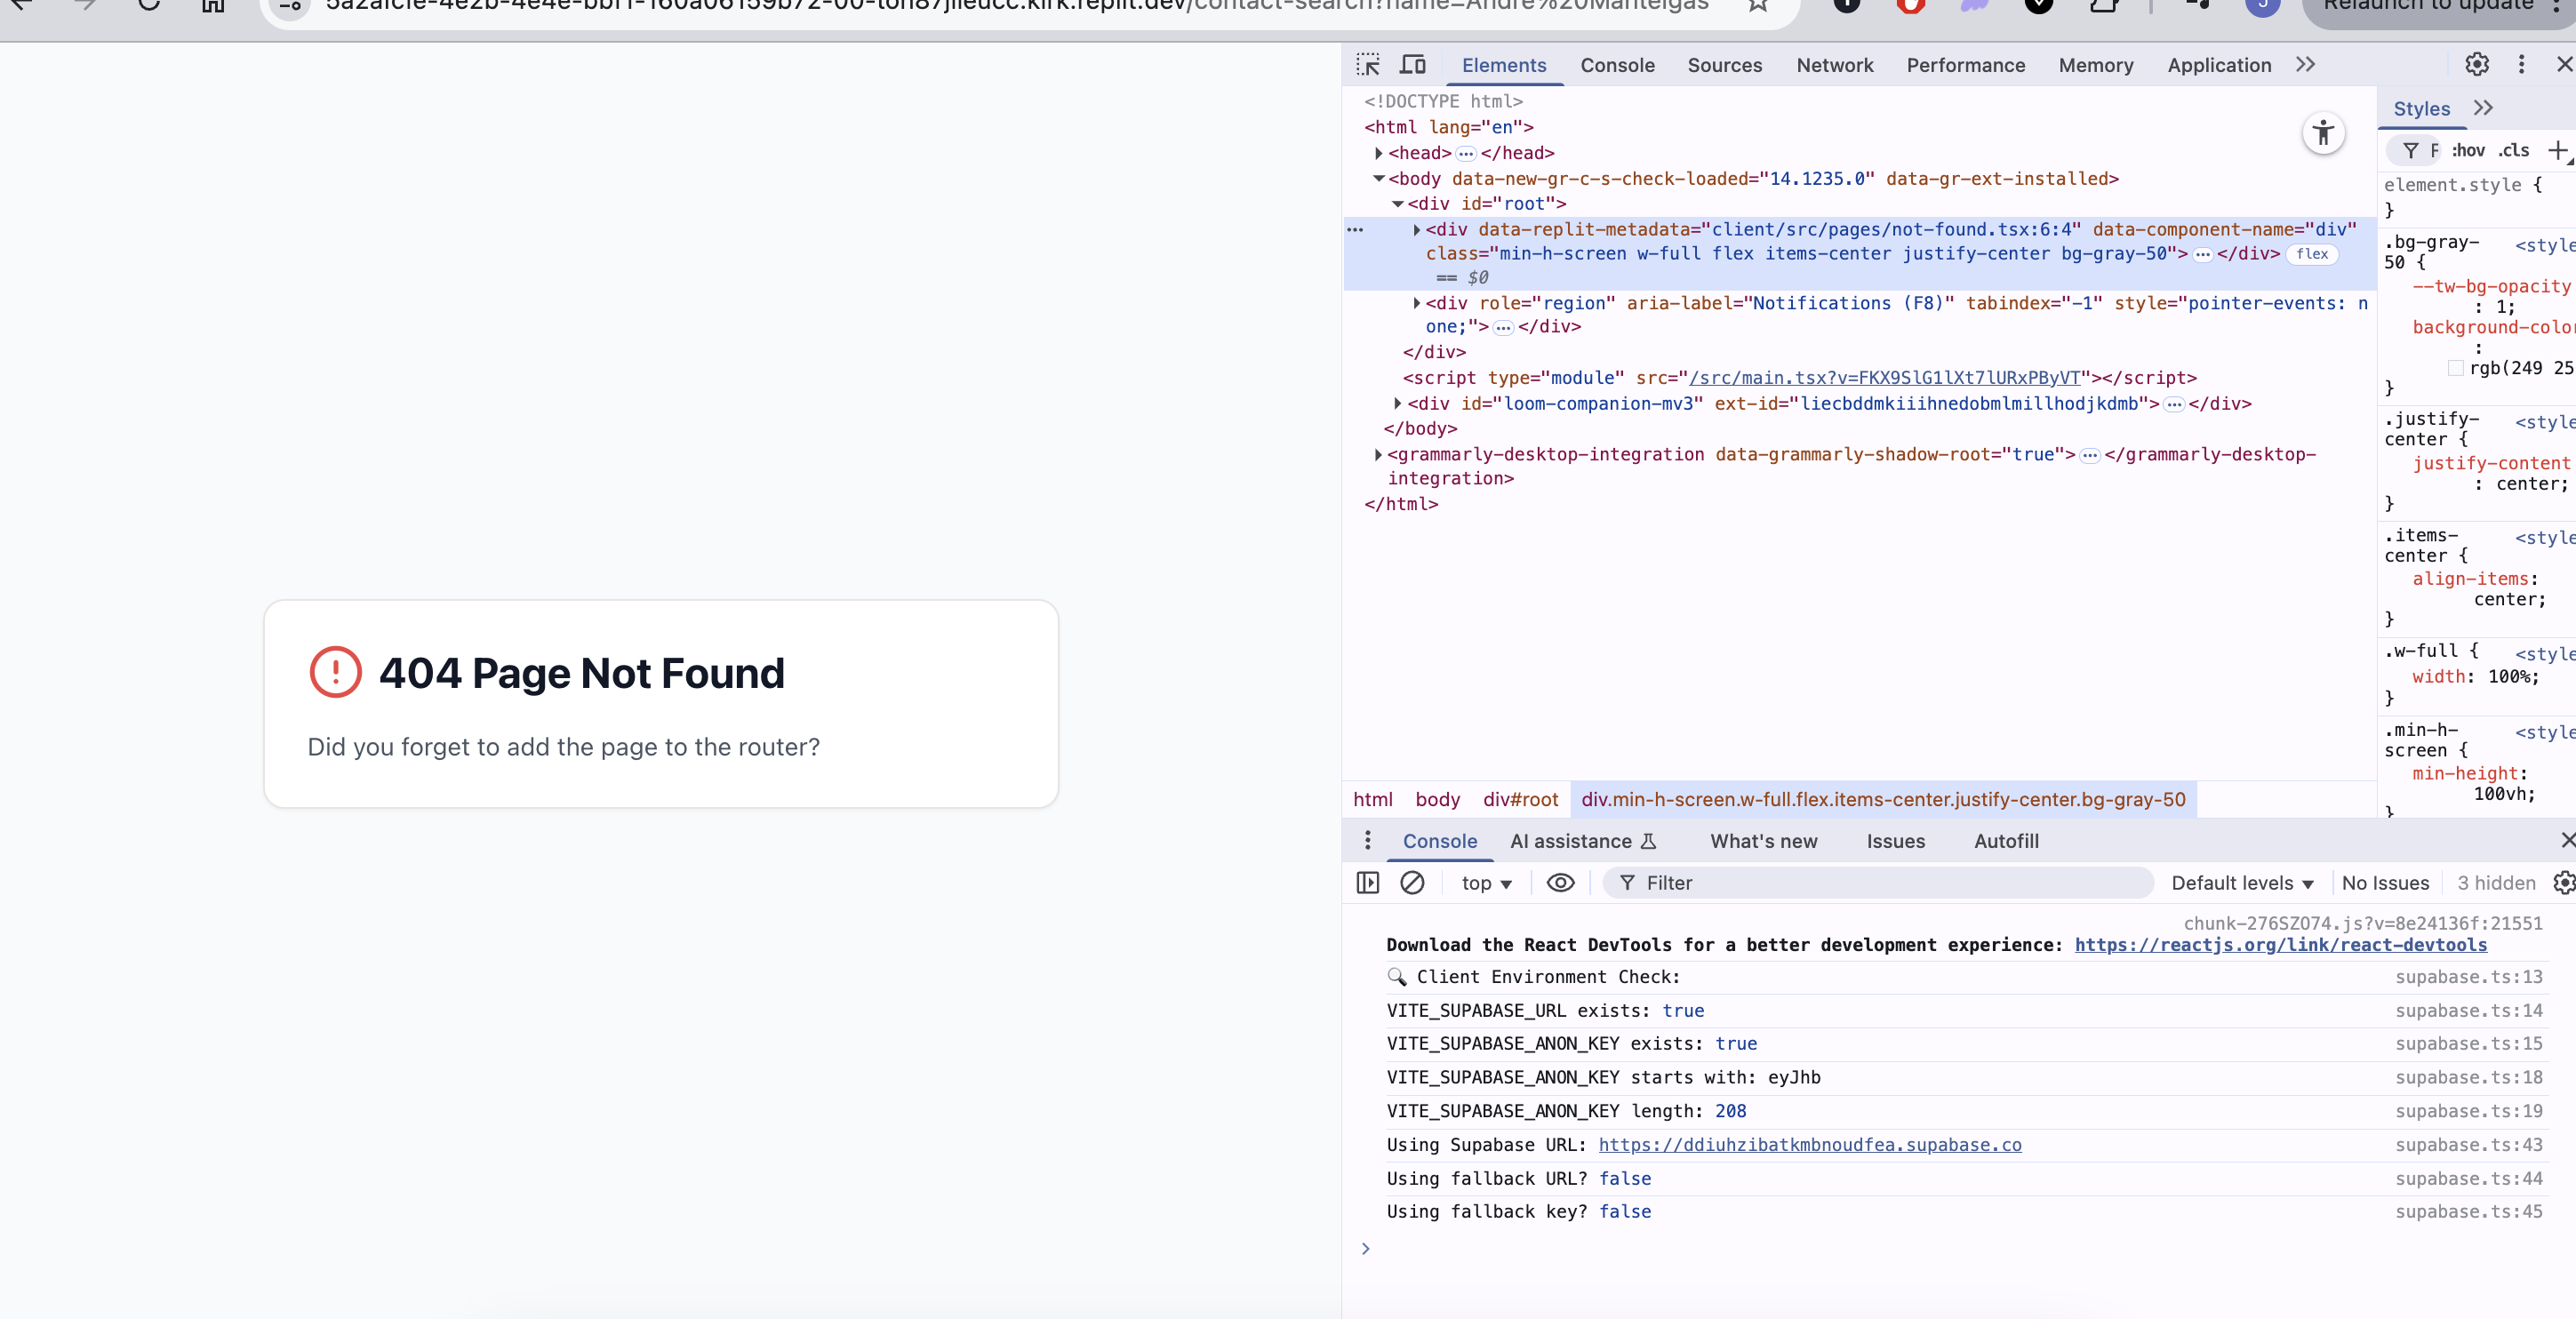 /contact-search?name=Andre%20Manteigas
Relaunch to update
Elements Console Sources Network Performance Memory Application
<!DOCTYPE html>
<html lang="en">
<head> ••• </head>
<body data-new-gr-c-s-check-loaded="14.1235.0" data-gr-ext-installed>
<div id="root">
<div data-replit-metadata="client/src/pages/not-found.tsx:6:4" data-component-name="div"
class="min-h-screen w-full flex items-center justify-center bg-gray-50"> ••• </div> flex
== $0
<div role="region" aria-label="Notifications (F8)" tabindex="-1" style="pointer-events: n
one;"> ••• </div>
</div>
<script type="module" src="/src/main.tsx?v=FKX9SlG1lXt7lURxPByVT"></script>
<div id="loom-companion-mv3" ext-id="liecbddmkiiihnedobmlmillhodjkdmb"> ••• </div>
</body>
<grammarly-desktop-integration data-grammarly-shadow-root="true"> ••• </grammarly-desktop-
integration>
</html>
Styles
:hov .cls
element.style {
}
.bg-gray- <style
50 {
--tw-bg-opacity
: 1;
background-color
:
rgb(249 25
}
.justify- <style
center {
justify-content
: center;
}
.items- <style
center {
align-items:
center;
}
.w-full { <style
width: 100%;
}
.min-h- <style
screen {
min-height:
100vh;
}
404 Page Not Found
Did you forget to add the page to the router?
html body div#root div.min-h-screen.w-full.flex.items-center.justify-center.bg-gray-50
Console AI assistance What's new Issues Autofill
top Filter Default levels No Issues 3 hidden
chunk-276SZO74.js?v=8e24136f:21551
Download the React DevTools for a better development experience: https://reactjs.org/link/react-devtools
🔍 Client Environment Check: supabase.ts:13
VITE_SUPABASE_URL exists: true supabase.ts:14
VITE_SUPABASE_ANON_KEY exists: true supabase.ts:15
VITE_SUPABASE_ANON_KEY starts with: eyJhb supabase.ts:18
VITE_SUPABASE_ANON_KEY length: 208 supabase.ts:19
Using Supabase URL: https://ddiuhzibatkmbnoudfea.supabase.co supabase.ts:43
Using fallback URL? false supabase.ts:44
Using fallback key? false supabase.ts:45